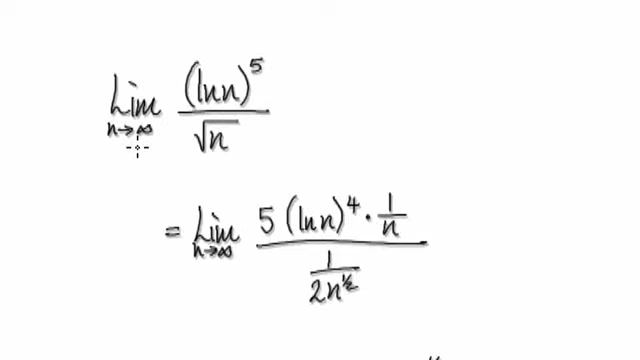 Lim n→∞ (ln n)^5 / √n
= Lim n→∞ 5 (ln n)^4 · 1/n / 1/2n^½